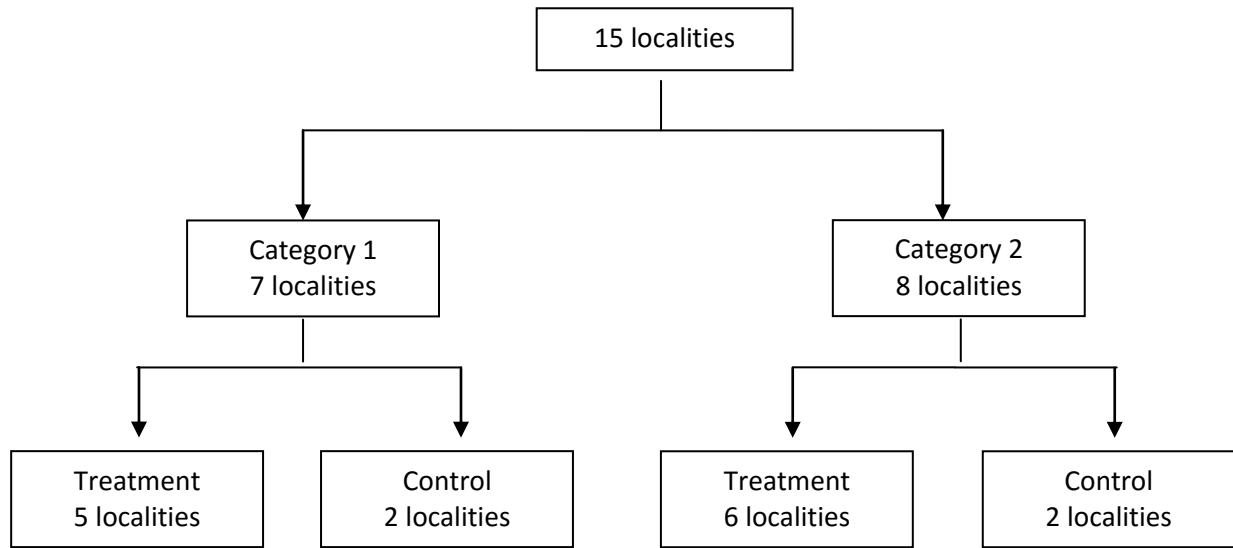 15 localities
Category 1
7 localities
Category 2
8 localities
Treatment
5 localities
Control
2 localities
Treatment
6 localities
Control
2 localities